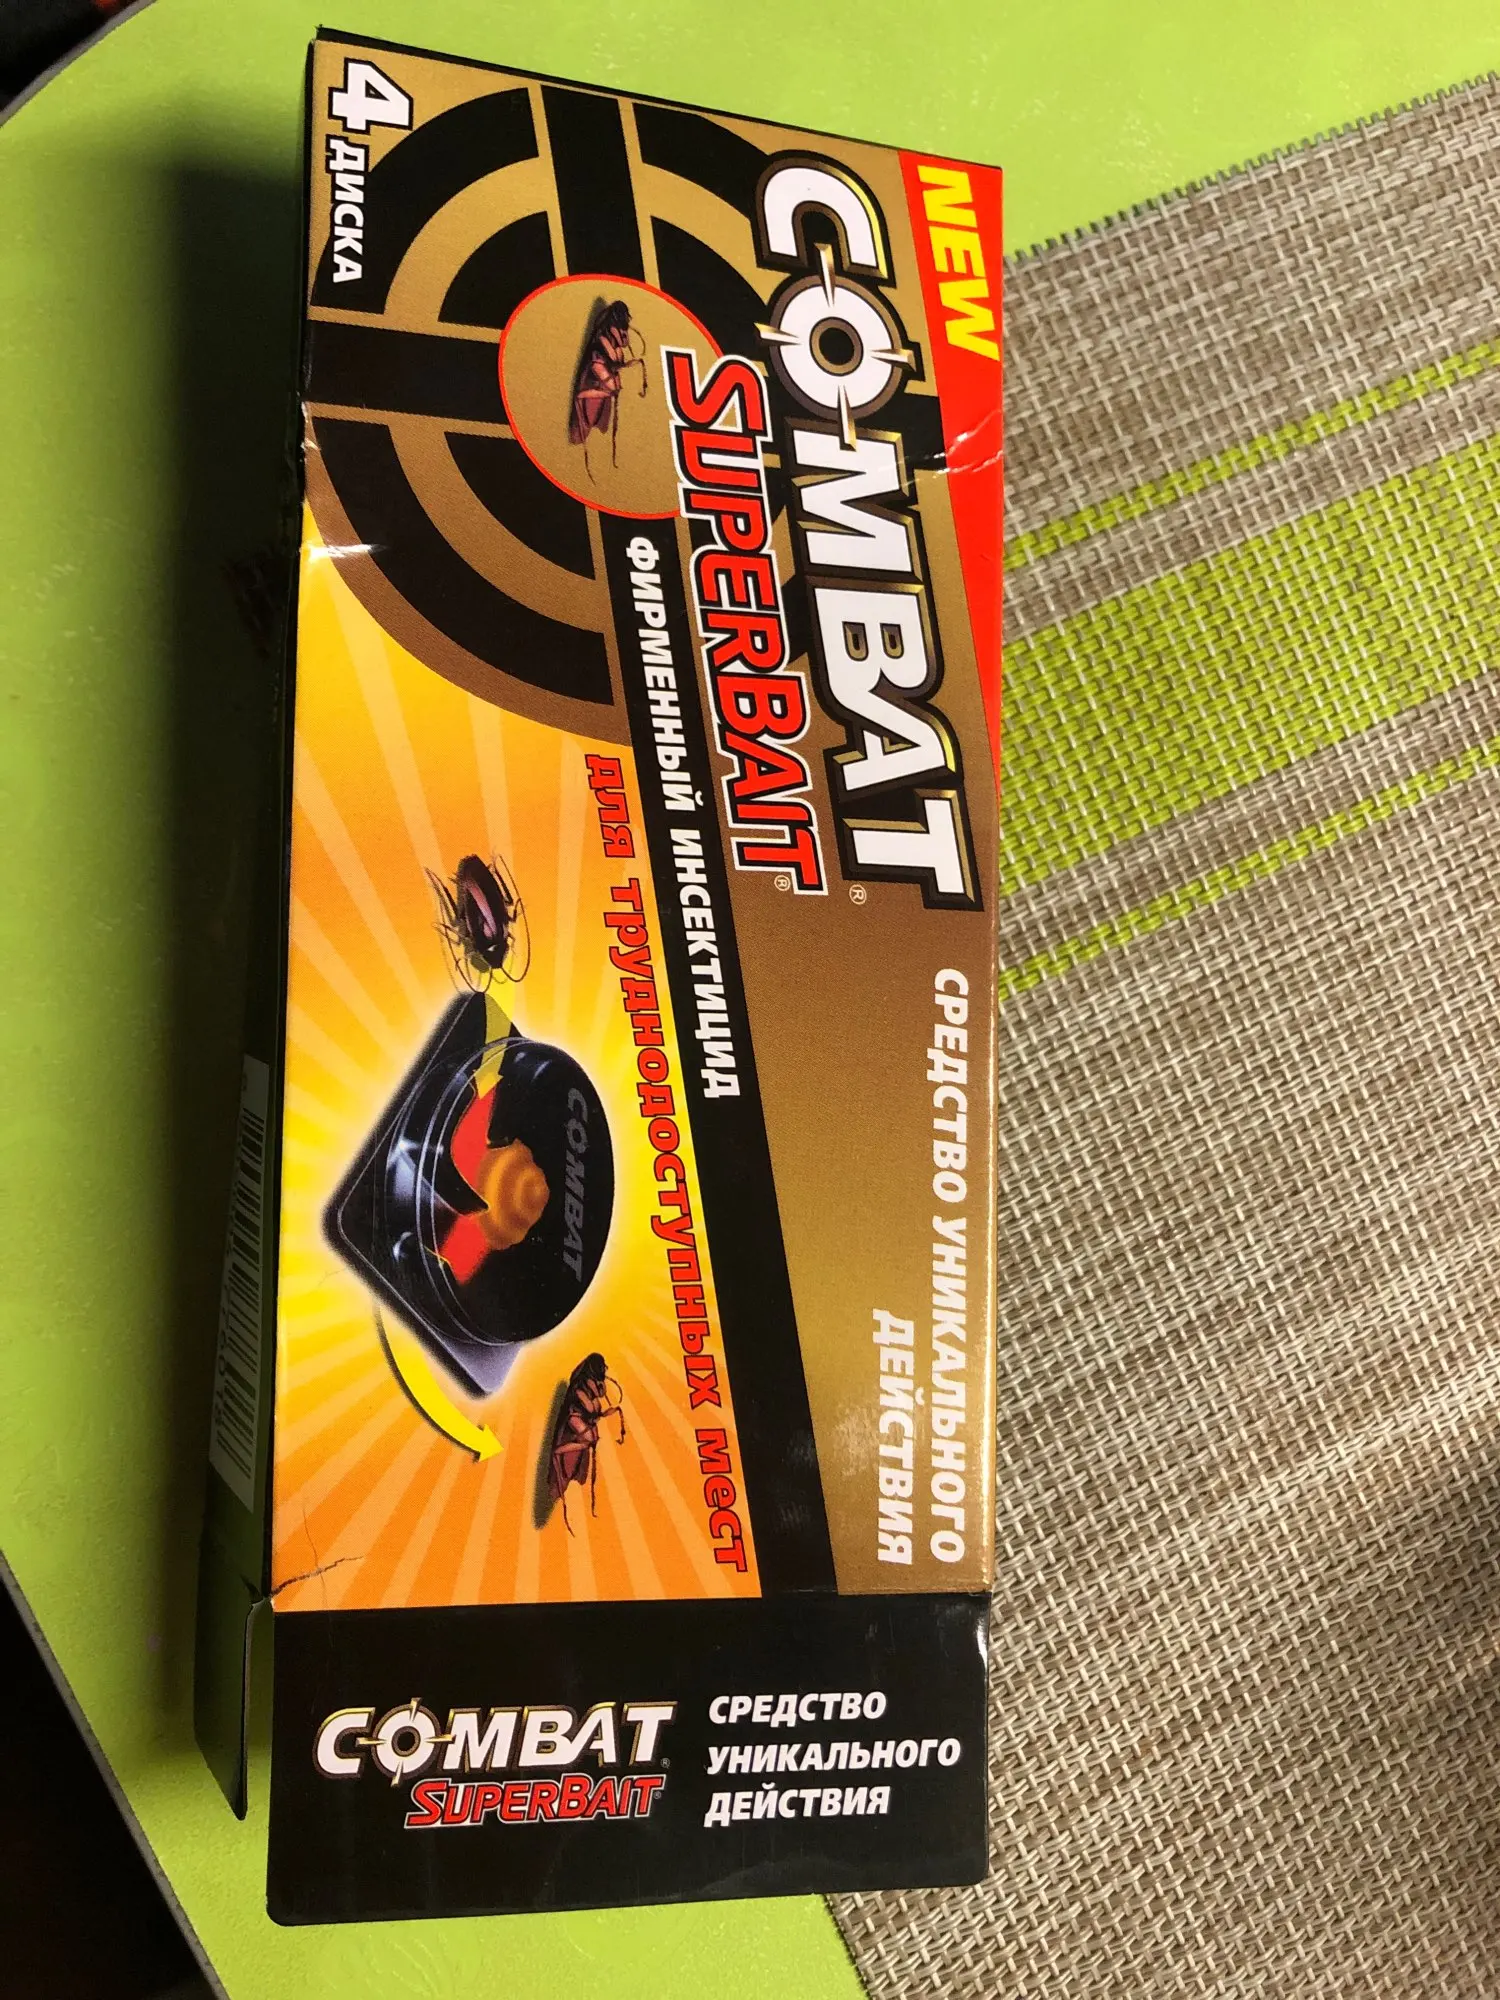 NEW
COMBAT®
SUPERBAIT®
ФИРМЕННЫЙ ИНСЕКТИЦИД
СРЕДСТВО УНИКАЛЬНОГО
ДЕЙСТВИЯ
для труднодоступных мест
4 ДИСКА
COMBAT
COMBAT®
SUPERBAIT®
СРЕДСТВО
УНИКАЛЬНОГО
ДЕЙСТВИЯ